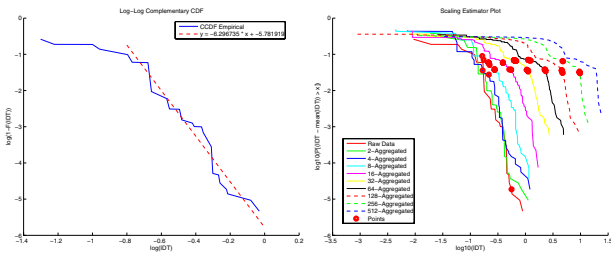 Log−Log Complementary CDF
CCDF Empirical
y = −6.296735 * x + −5.781919
log(1−F(IDT))
0
−1
−2
−3
−4
−5
−6
−1.4
−1.2
−1
−0.8
−0.6
−0.4
−0.2
0
log(IDT)
Scaling Estimator Plot
log10(P[(IDT − mean(IDT)) > x])
0
−1
−2
−3
−4
−5
−6
Raw Data
2−Aggregated
4−Aggregated
8−Aggregated
16−Aggregated
32−Aggregated
64−Aggregated
128−Aggregated
256−Aggregated
512−Aggregated
Points
−3.5
−3
−2.5
−2
−1.5
−1
−0.5
0
0.5
1
1.5
log10(IDT)